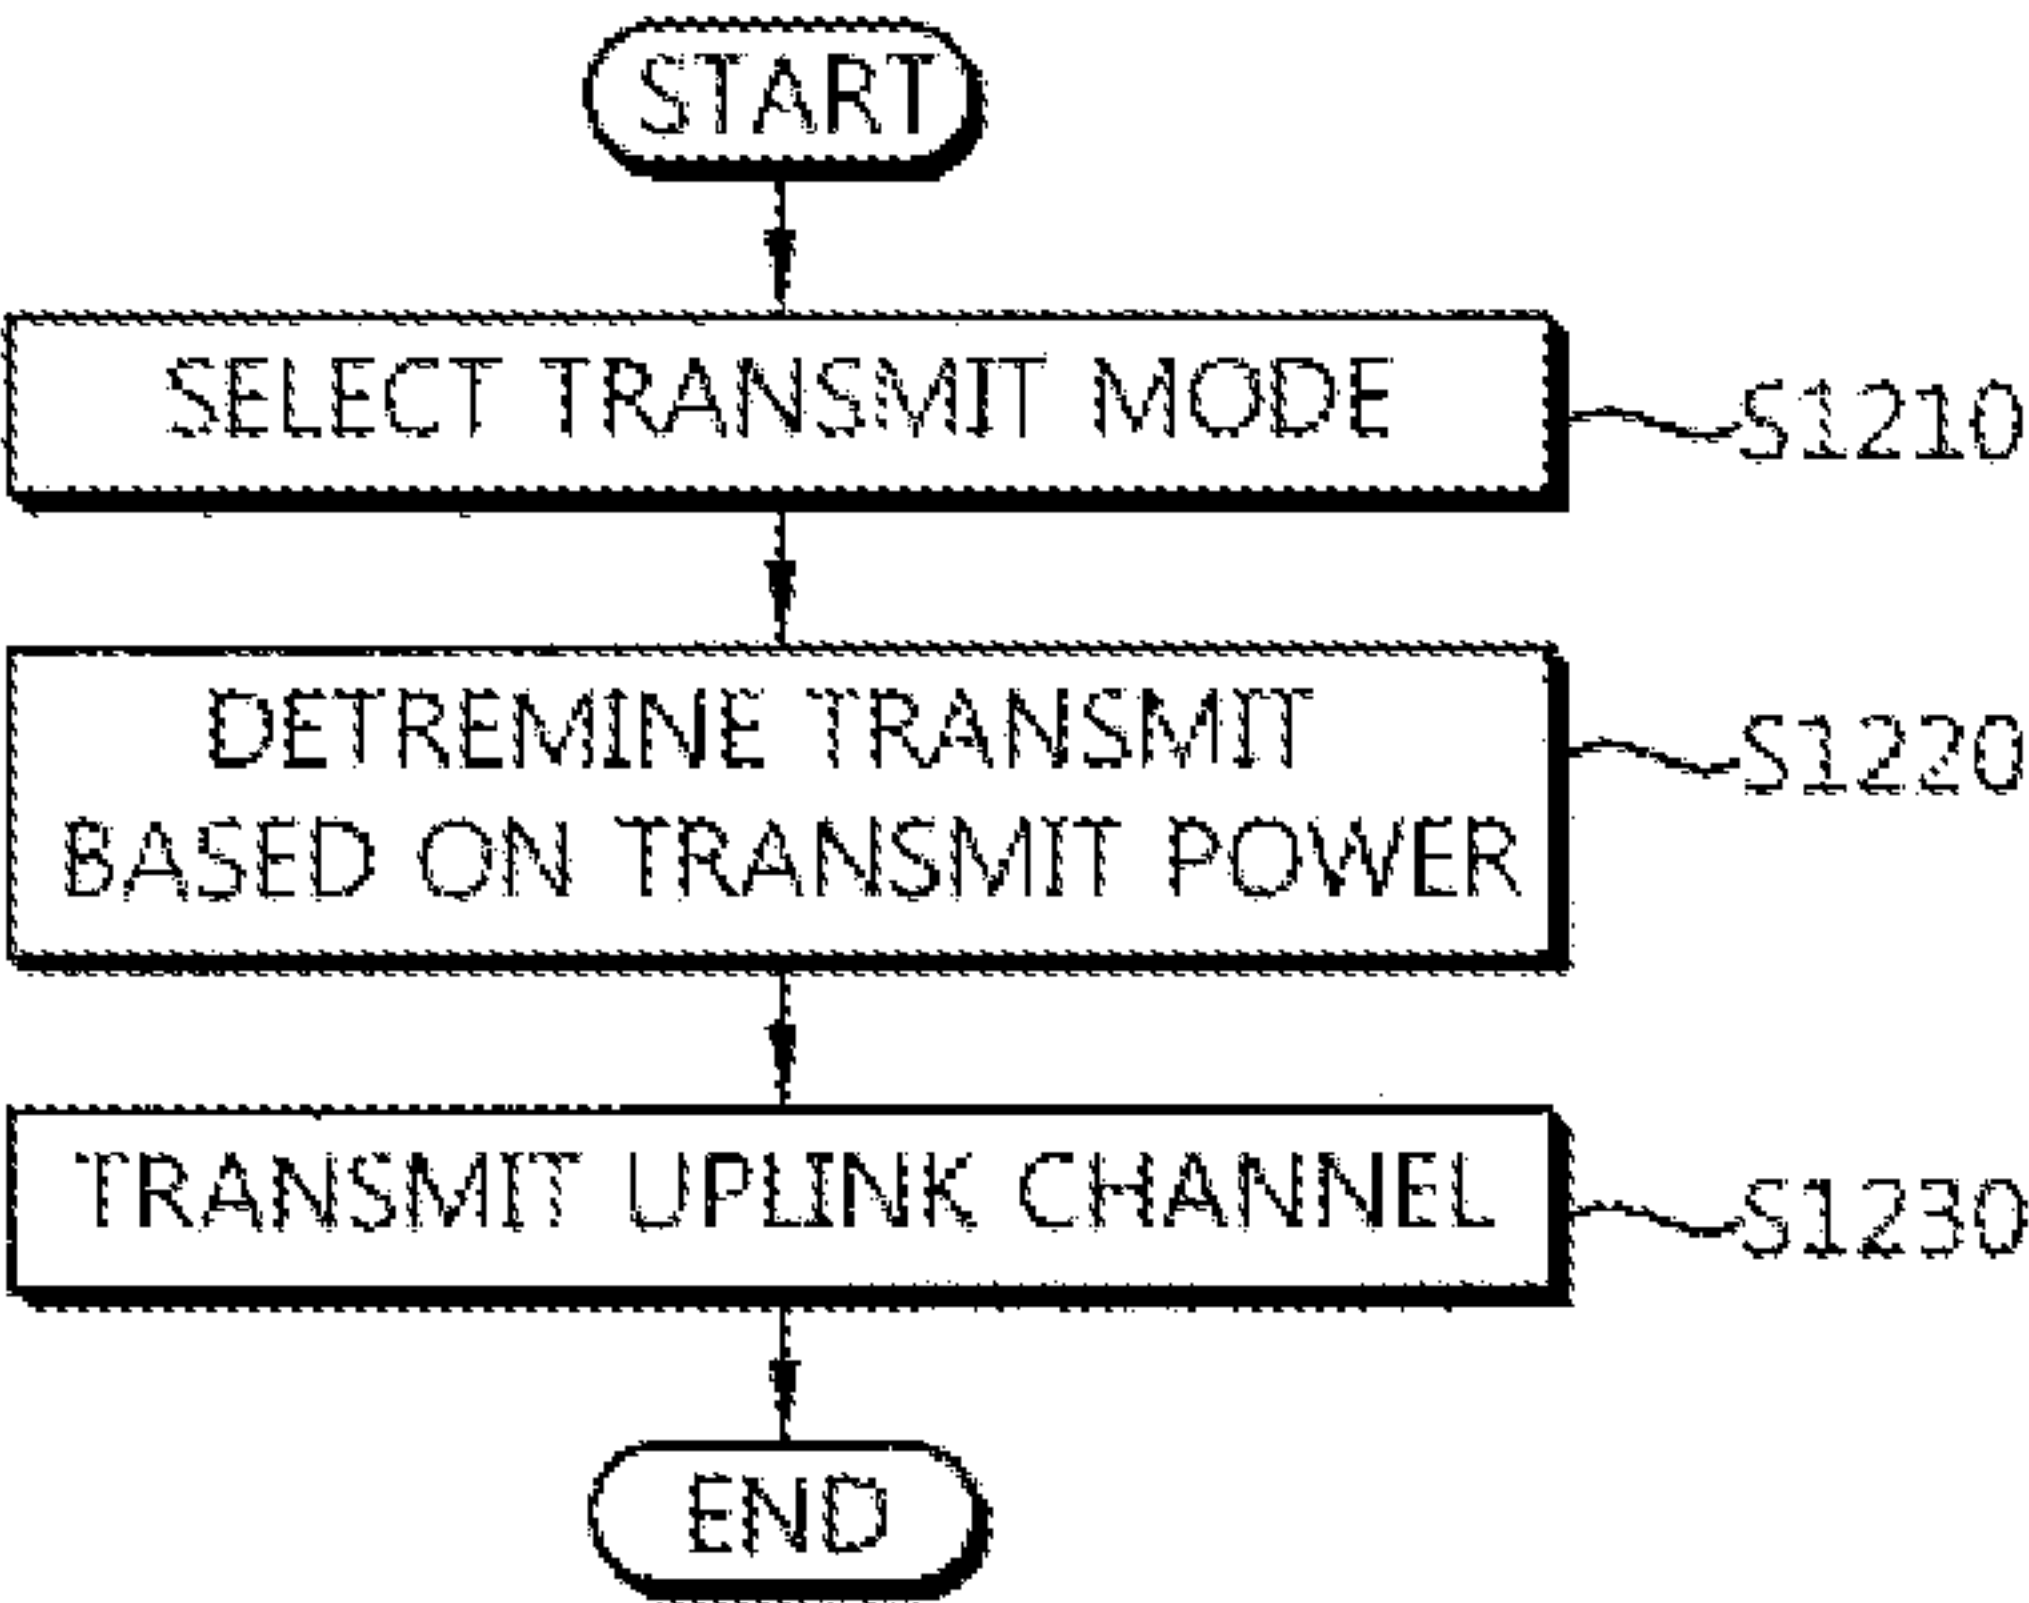 START
SELECT TRANSMIT MODE
S1210
DETREMINE TRANSMIT
BASED ON TRANSMIT POWER
S1220
TRANSMIT UPLINK CHANNEL
S1230
END